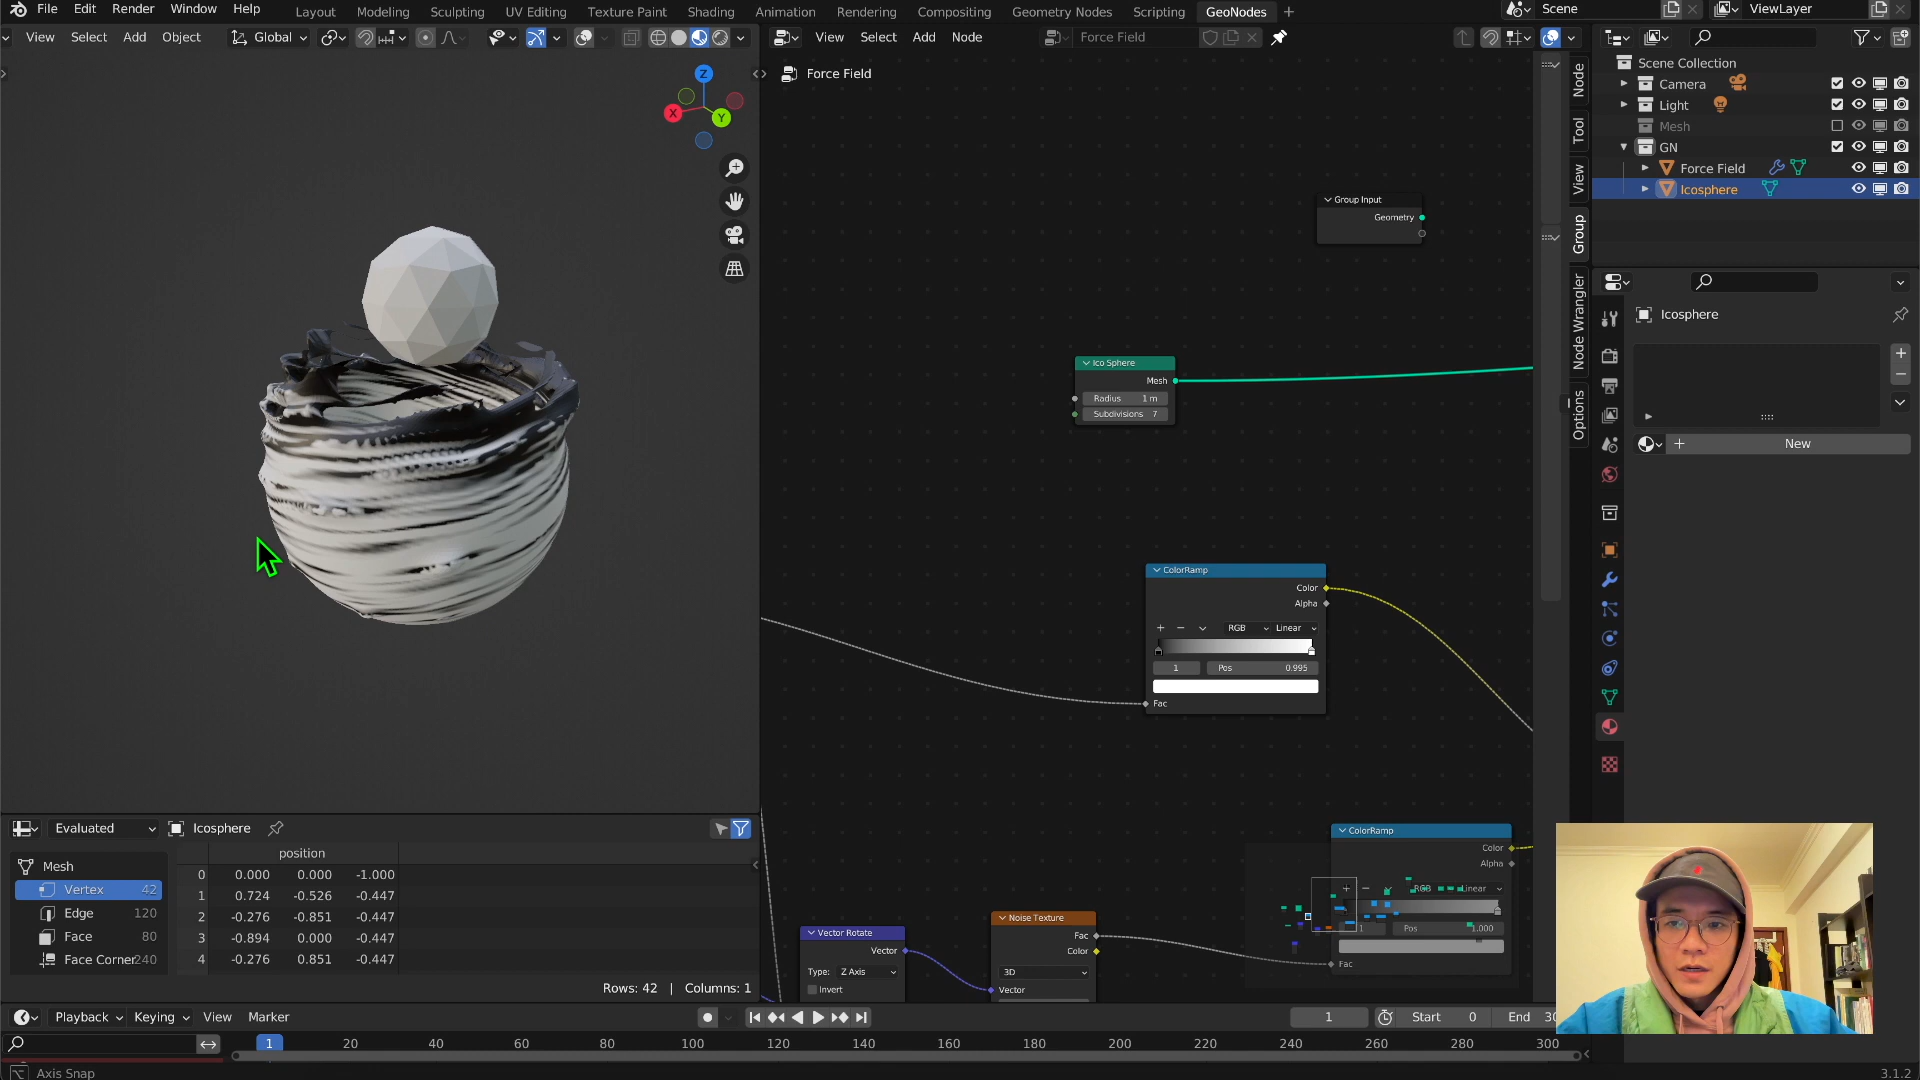 File Edit Render Window Help Layout Modeling Sculpting UV Editing Texture Paint Shading Animation Rendering Compositing Geometry Nodes Scripting GeoNodes + Scene ViewLayer
View Select Add Object Global View Select Add Node Force Field
Force Field
Z
X
Y
Scene Collection
Camera
Light
Mesh
GN
Force Field
Icosphere
Node
Tool
View
Group
Node Wrangler
Options
Icosphere
New
Group Input
Geometry
Ico Sphere
Mesh
Radius 1 m
Subdivisions 7
ColorRamp
Color
Alpha
RGB Linear
1 Pos 0.995
Fac
ColorRamp
Color
Alpha
RGB Linear
1 Pos 1.000
Fac
Vector Rotate
Vector
Type: Z Axis
Invert
Noise Texture
Fac
Color
3D
Vector
Evaluated Icosphere
Mesh
Vertex 42
Edge 120
Face 80
Face Corner 240
position
0 0.000 0.000 -1.000
1 0.724 -0.526 -0.447
2 -0.276 -0.851 -0.447
3 -0.894 0.000 -0.447
4 -0.276 0.851 -0.447
Rows: 42 | Columns: 1
Playback Keying View Marker 1 Start 0 End 30
1 20 40 60 80 100 120 140 160 180 200 220 240 260 280 300
Axis Snap 3.1.2